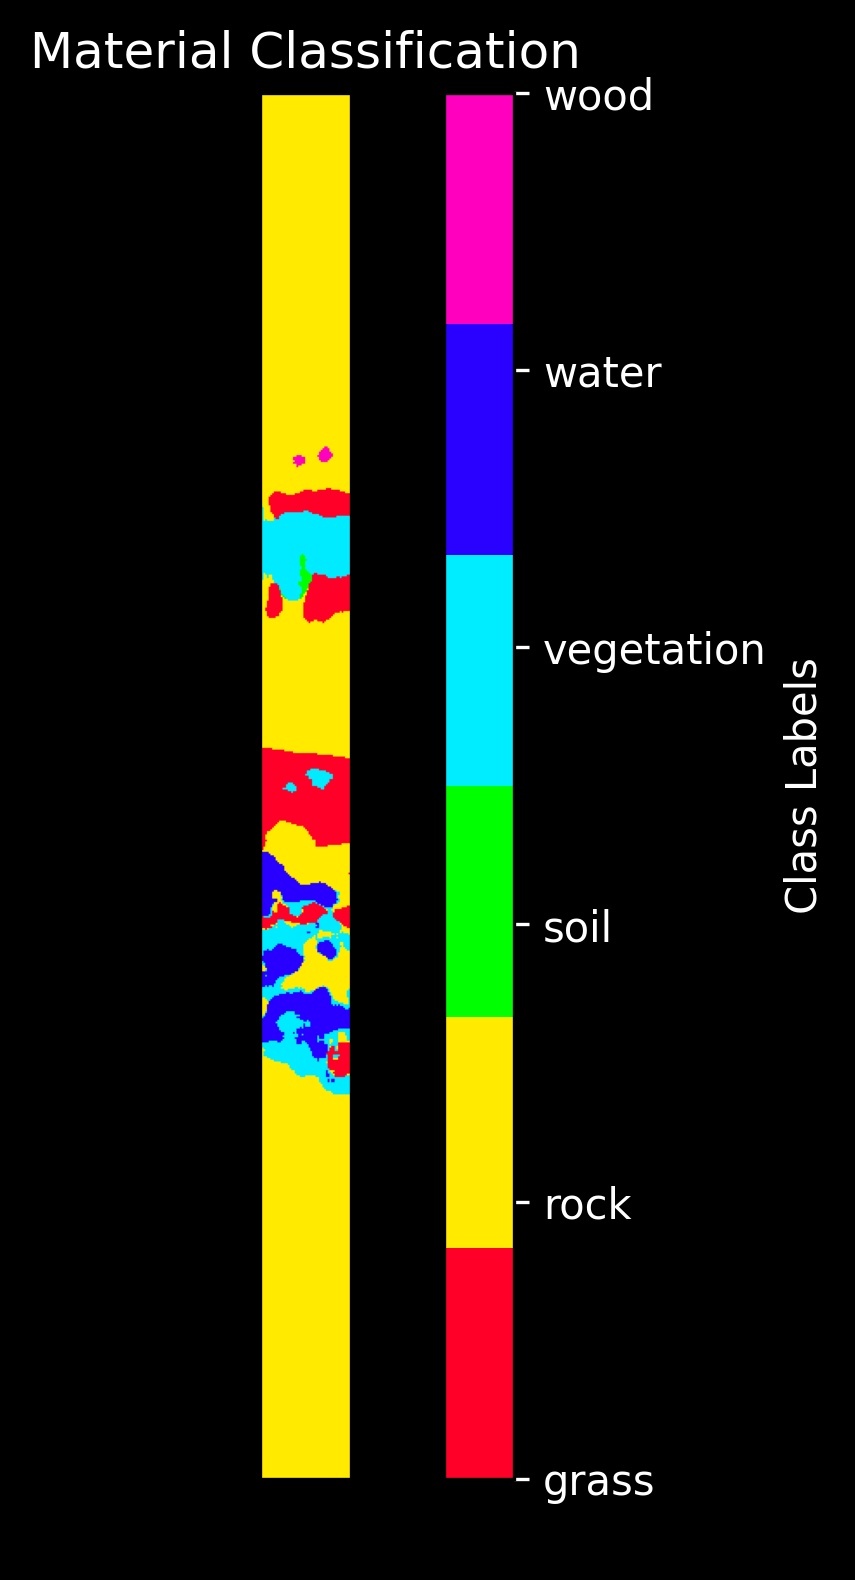 Material Classification
wood
water
vegetation
soil
rock
grass
Class Labels